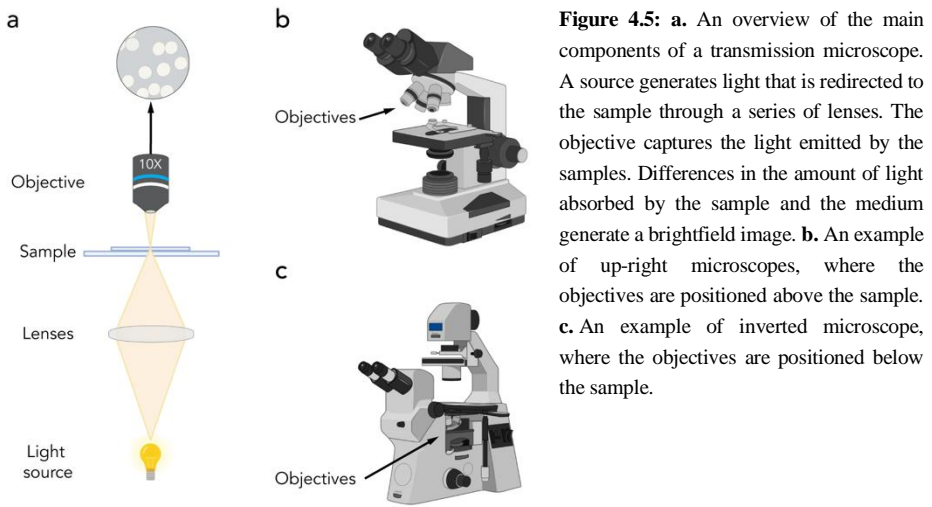 a
10X
Objective
Sample
Lenses
Light
source
b
Objectives
c
Objectives
Figure 4.5: a. An overview of the main
components of a transmission microscope.
A source generates light that is redirected to
the sample through a series of lenses. The
objective captures the light emitted by the
samples. Differences in the amount of light
absorbed by the sample and the medium
generate a brightfield image. b. An example
of up-right microscopes, where the
objectives are positioned above the sample.
c. An example of inverted microscope,
where the objectives are positioned below
the sample.